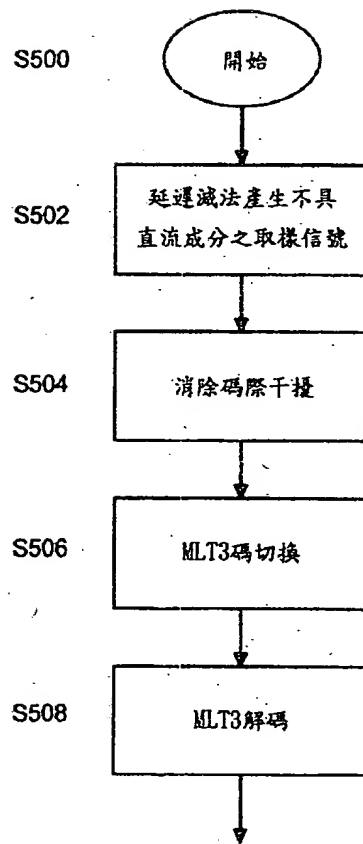 S500
開始
S502
延遲減法產生不具
直流成分之取樣信號
S504
消除碼際干擾
S506
MLT3碼切換
S508
MLT3解碼